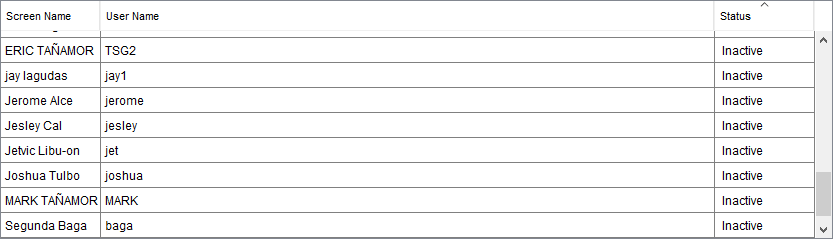 Screen Name User Name Status
ERIC TAÑAMOR TSG2 Inactive
jay lagudas jay1 Inactive
Jerome Alce jerome Inactive
Jesley Cal jesley Inactive
Jetvic Libu-on jet Inactive
Joshua Tulbo joshua Inactive
MARK TAÑAMOR MARK Inactive
Segunda Baga baga Inactive